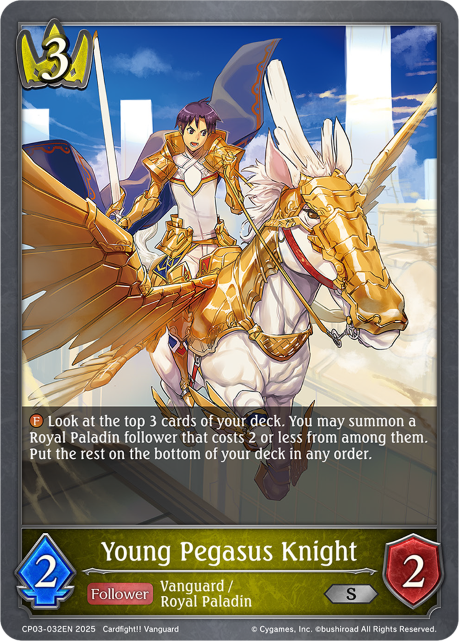 3
F Look at the top 3 cards of your deck. You may summon a
Royal Paladin follower that costs 2 or less from among them.
Put the rest on the bottom of your deck in any order.
Young Pegasus Knight
2
Follower
Vanguard /
Royal Paladin
S
2
CP03-032EN 2025 Cardfight!! Vanguard
© Cygames, Inc. ©bushiroad All Rights Reserved.